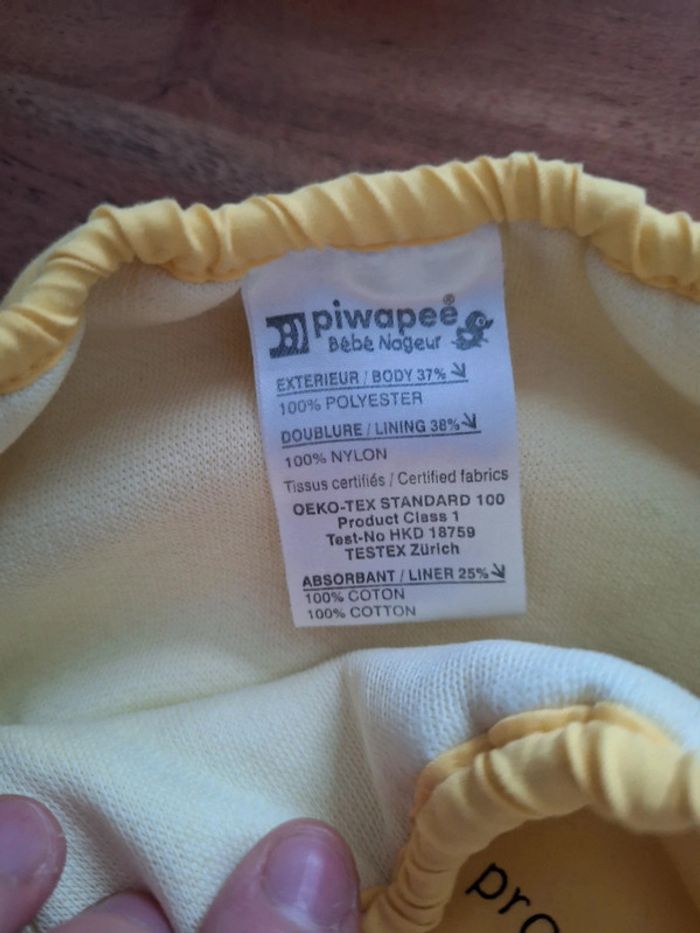 piwapee®
Bébé Nageur
EXTERIEUR / BODY 37%
100% POLYESTER
DOUBLURE / LINING 38%
100% NYLON
Tissus certifiés / Certified fabrics
OEKO-TEX STANDARD 100
Product Class 1
Test-No HKD 18759
TESTEX Zürich
ABSORBANT / LINER 25%
100% COTON
100% COTTON
pro